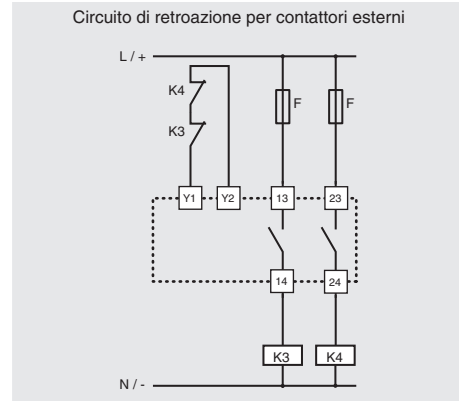 Circuito di retroazione per contattori esterni
L / +
K4
F
F
K3
Y1
Y2
13
23
14
24
K3
K4
N / -